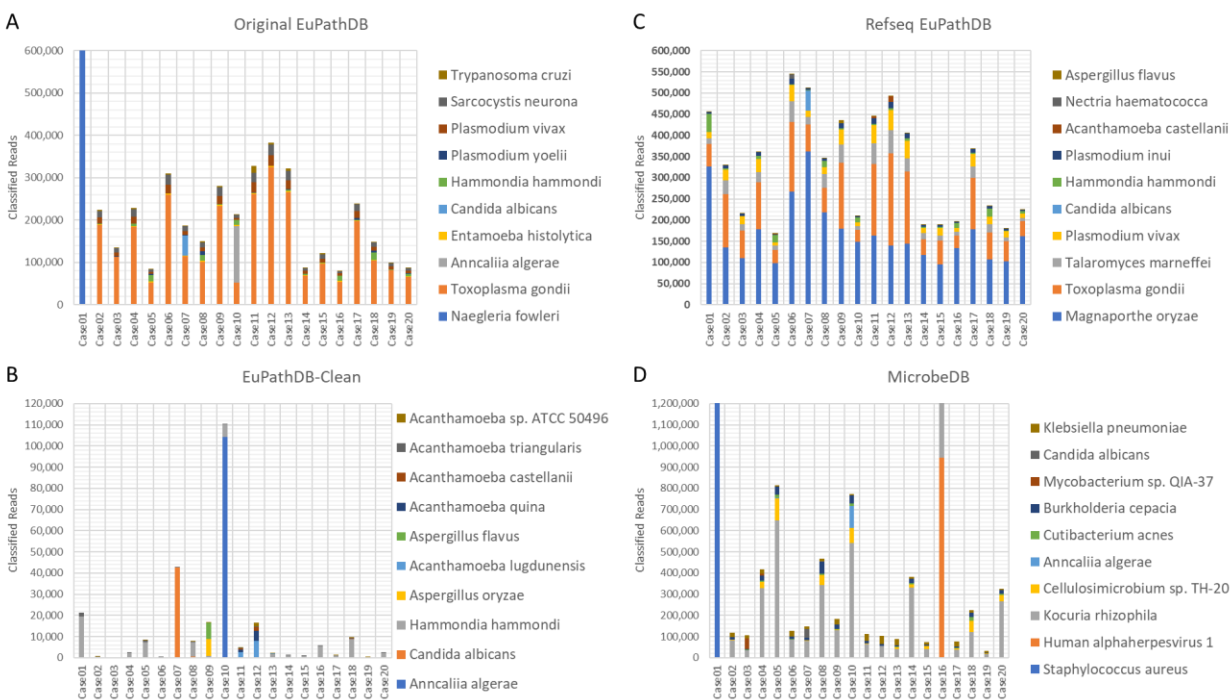 A
Original EuPathDB
Classified Reads
600,000
500,000
400,000
300,000
200,000
100,000
0
Case01
Case02
Case03
Case04
Case05
Case06
Case07
Case08
Case09
Case10
Case11
Case12
Case13
Case14
Case15
Case16
Case17
Case18
Case19
Case20
Trypanosoma cruzi
Sarcocystis neurona
Plasmodium vivax
Plasmodium yoelii
Hammondia hammondi
Candida albicans
Entamoeba histolytica
Anncaliia algerae
Toxoplasma gondii
Naegleria fowleri
C
Refseq EuPathDB
Classified Reads
600,000
550,000
500,000
450,000
400,000
350,000
300,000
250,000
200,000
150,000
100,000
50,000
0
Case01
Case02
Case03
Case04
Case05
Case06
Case07
Case08
Case09
Case10
Case11
Case12
Case13
Case14
Case15
Case16
Case17
Case18
Case19
Case20
Aspergillus flavus
Nectria haematococca
Acanthamoeba castellanii
Plasmodium inui
Hammondia hammondi
Candida albicans
Plasmodium vivax
Talaromyces marneffei
Toxoplasma gondii
Magnaporthe oryzae
B
EuPathDB-Clean
Classified Reads
120,000
110,000
100,000
90,000
80,000
70,000
60,000
50,000
40,000
30,000
20,000
10,000
0
Case01
Case02
Case03
Case04
Case05
Case06
Case07
Case08
Case09
Case10
Case11
Case12
Case13
Case14
Case15
Case16
Case17
Case18
Case19
Case20
Acanthamoeba sp. ATCC 50496
Acanthamoeba triangularis
Acanthamoeba castellanii
Acanthamoeba quina
Aspergillus flavus
Acanthamoeba lugdunensis
Aspergillus oryzae
Hammondia hammondi
Candida albicans
Anncaliia algerae
D
MicrobeDB
Classified Reads
1,200,000
1,100,000
1,000,000
900,000
800,000
700,000
600,000
500,000
400,000
300,000
200,000
100,000
0
Case01
Case02
Case03
Case04
Case05
Case06
Case07
Case08
Case09
Case10
Case11
Case12
Case13
Case14
Case15
Case16
Case17
Case18
Case19
Case20
Klebsiella pneumoniae
Candida albicans
Mycobacterium sp. QIA-37
Burkholderia cepacia
Cutibacterium acnes
Anncaliia algerae
Cellulosimicrobium sp. TH-20
Kocuria rhizophila
Human alphaherpesvirus 1
Staphylococcus aureus